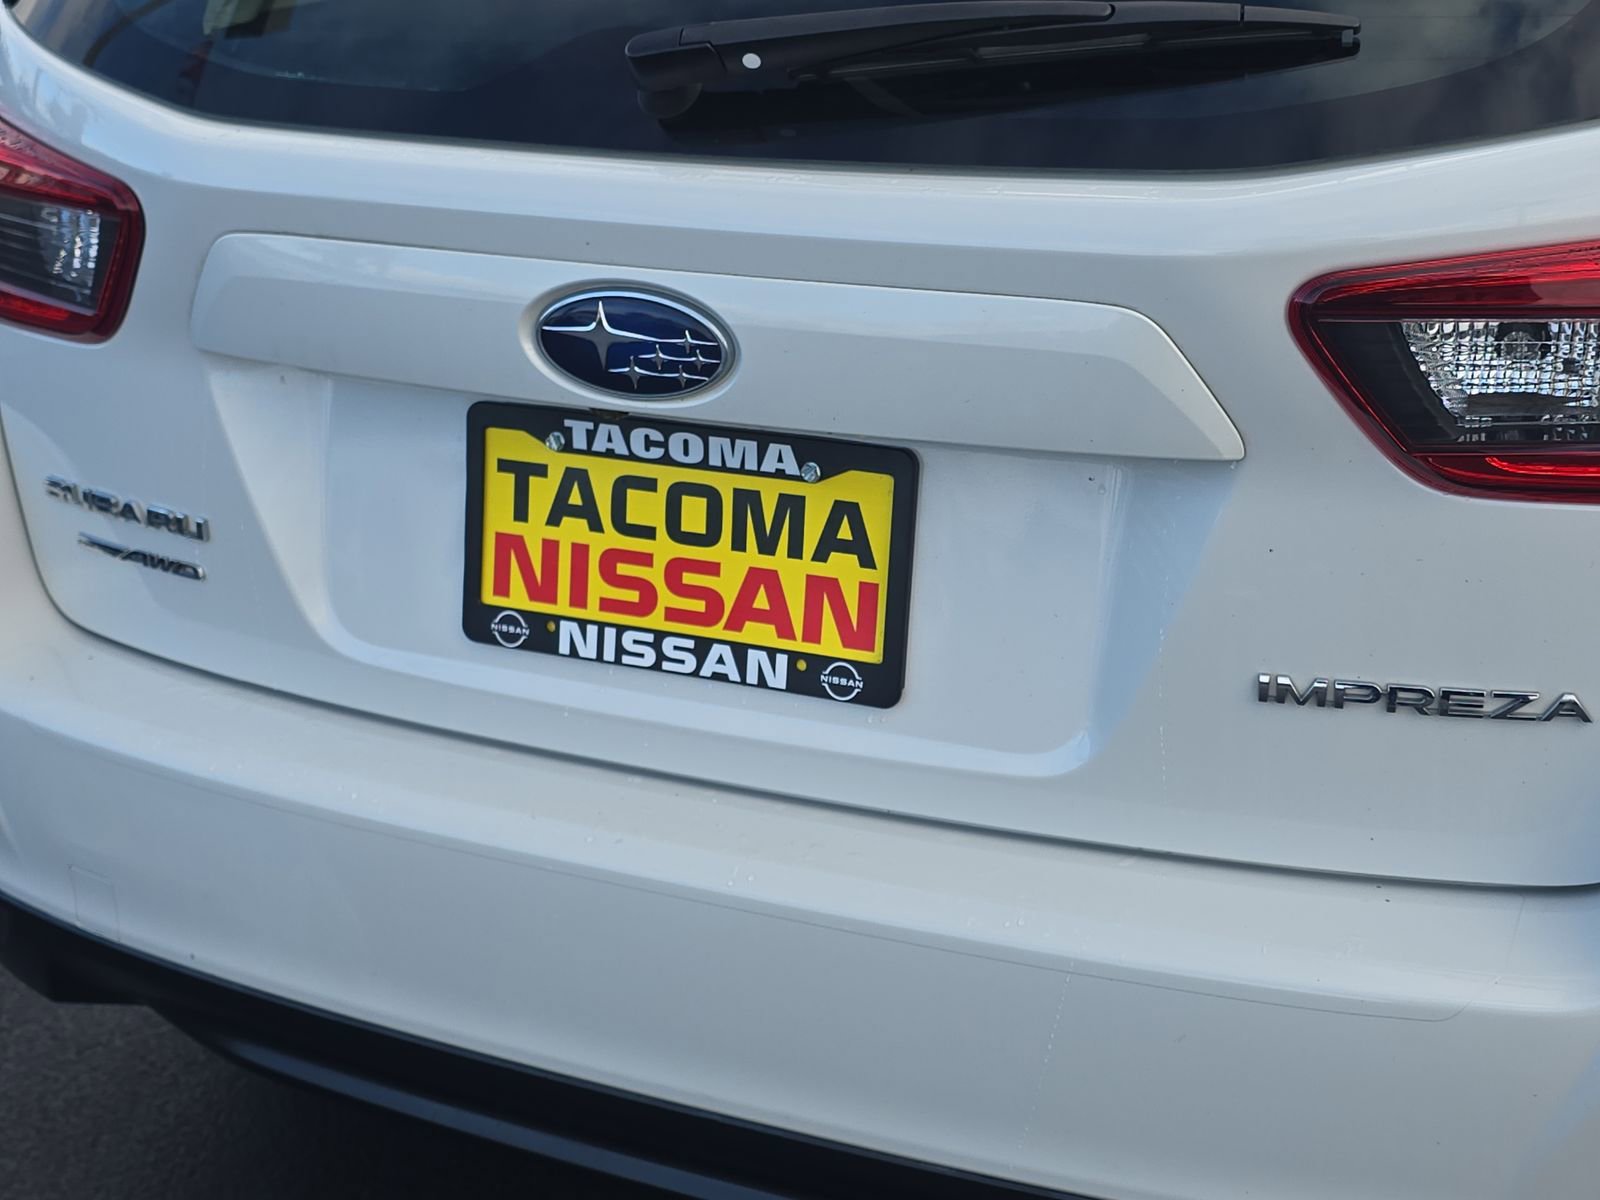 SUBARU
AWD
TACOMA
TACOMA
NISSAN
NISSAN
NISSAN
NISSAN
IMPREZA